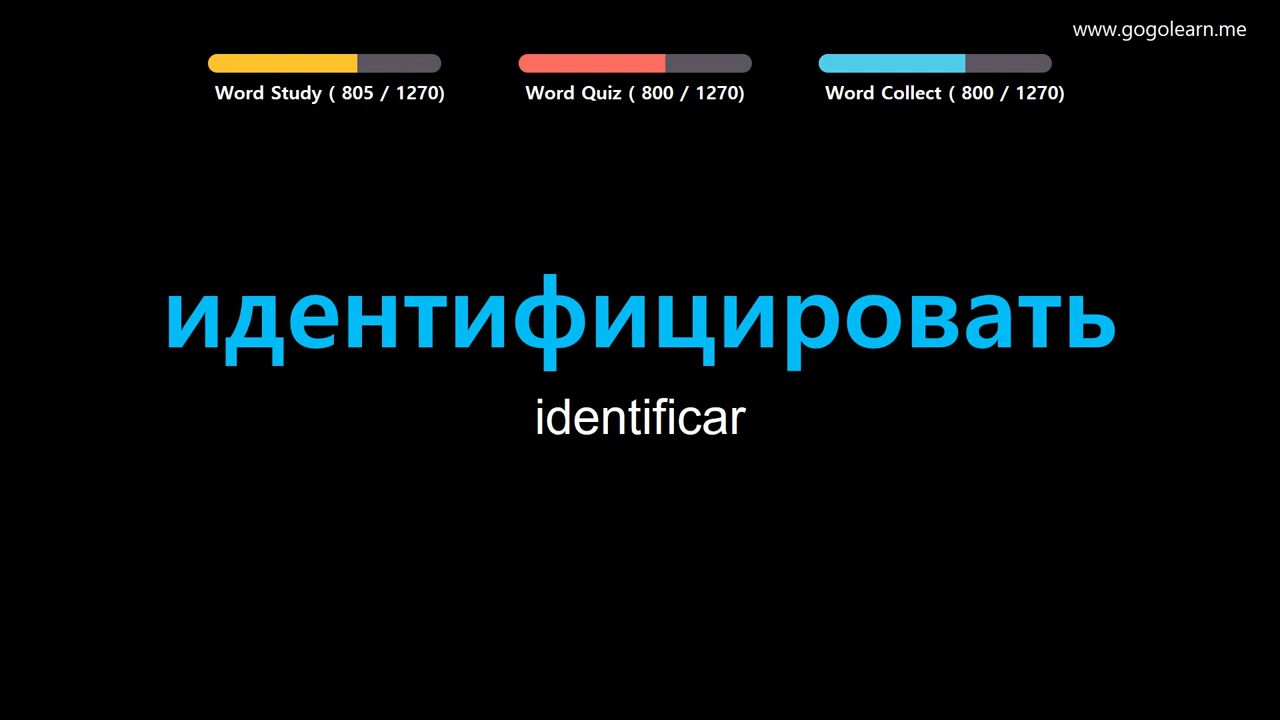 www.gogolearn.me
Word Study ( 805 / 1270)
Word Quiz ( 800 / 1270)
Word Collect ( 800 / 1270)
идентифицировать
identificar